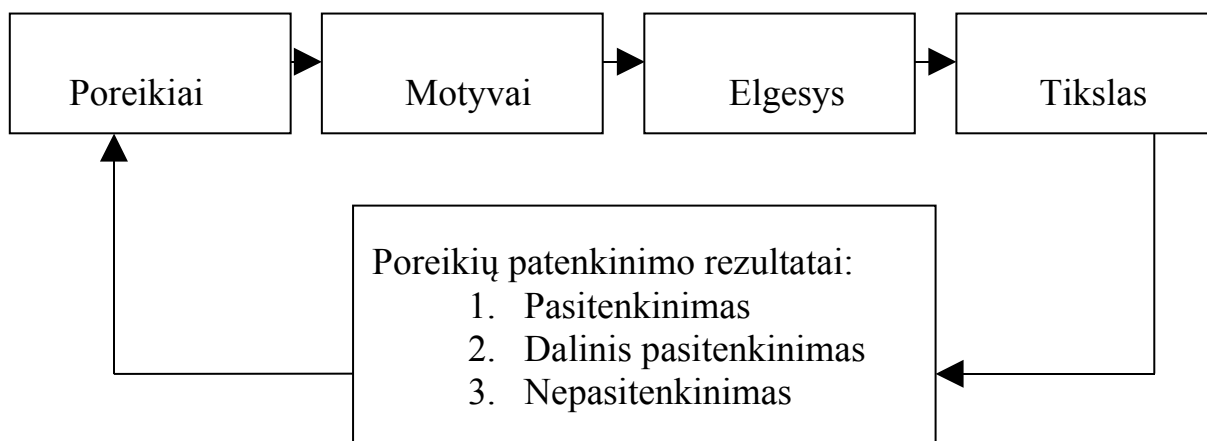 Poreikiai
Motyvai
Elgesys
Tikslas
Poreikių patenkinimo rezultatai:
1. Pasitenkinimas
2. Dalinis pasitenkinimas
3. Nepasitenkinimas